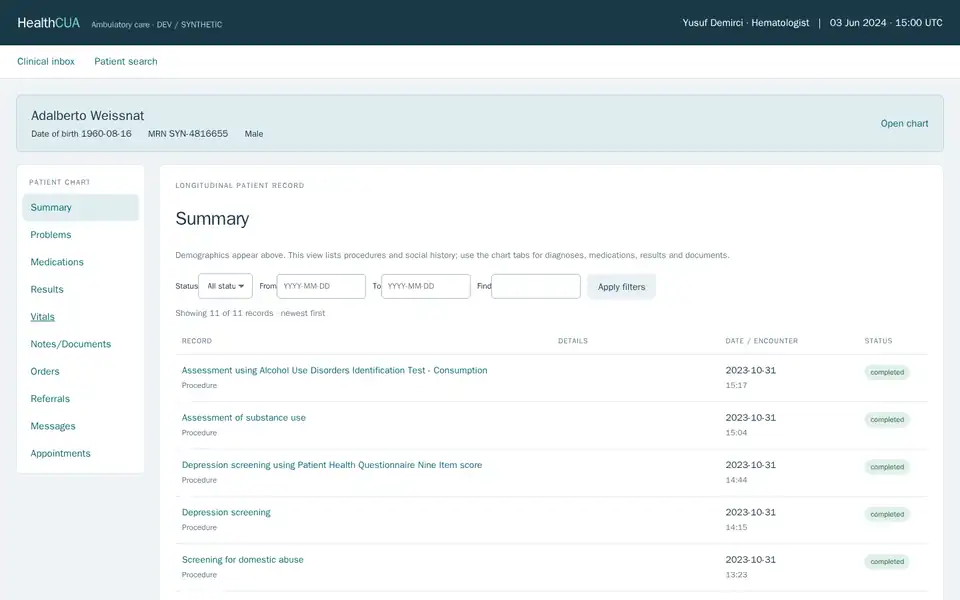 HealthCUA Ambulatory care · DEV / SYNTHETIC Yusuf Demirci · Hematologist | 03 Jun 2024 · 15:00 UTC
Clinical inbox Patient search
Adalberto Weissnat
Date of birth 1960-08-16 MRN SYN-4816655 Male
Open chart
PATIENT CHART
Summary
Problems
Medications
Results
Vitals
Notes/Documents
Orders
Referrals
Messages
Appointments
LONGITUDINAL PATIENT RECORD
Summary
Demographics appear above. This view lists procedures and social history; use the chart tabs for diagnoses, medications, results and documents.
Status All statu From YYYY-MM-DD To YYYY-MM-DD Find Apply filters
Showing 11 of 11 records · newest first
RECORD DETAILS DATE / ENCOUNTER STATUS
Assessment using Alcohol Use Disorders Identification Test - Consumption 2023-10-31 completed
Procedure 15:17
Assessment of substance use 2023-10-31 completed
Procedure 15:04
Depression screening using Patient Health Questionnaire Nine Item score 2023-10-31 completed
Procedure 14:44
Depression screening 2023-10-31 completed
Procedure 14:15
Screening for domestic abuse 2023-10-31 completed
Procedure 13:23